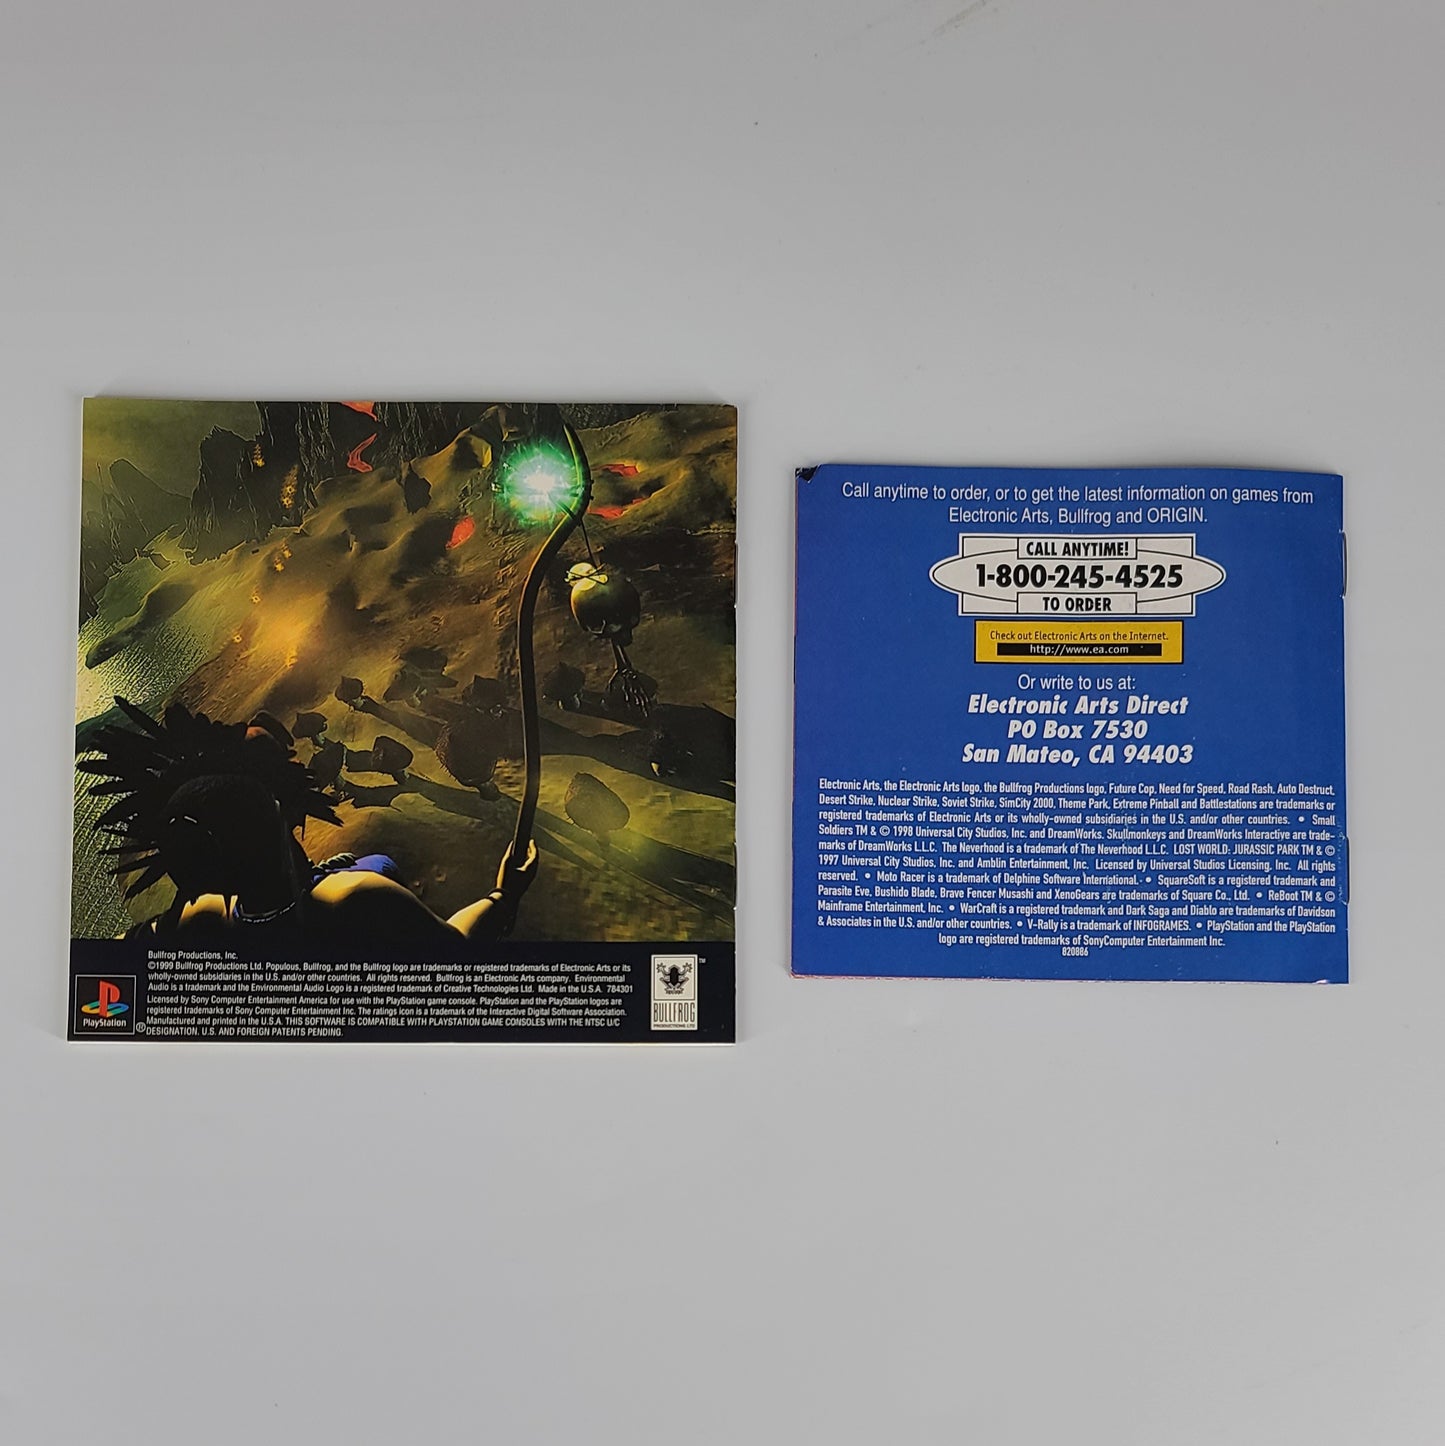 Bullfrog Productions, Inc.
©1999 Bullfrog Productions Ltd. Populous, Bullfrog, and the Bullfrog logo are trademarks or registered trademarks of Electronic Arts or its
wholly-owned subsidiaries in the U.S. and/or other countries. All rights reserved. Bullfrog is an Electronic Arts company. Environmental
Audio is a trademark and the Environmental Audio Logo is a registered trademark of Creative Technologies Ltd. Made in the U.S.A. 784301
Licensed by Sony Computer Entertainment America for use with the PlayStation game console. PlayStation and the PlayStation logos are
registered trademarks of Sony Computer Entertainment Inc. The ratings icon is a trademark of the Interactive Digital Software Association.
Manufactured and printed in the U.S.A. THIS SOFTWARE IS COMPATIBLE WITH PLAYSTATION GAME CONSOLES WITH THE NTSC U/C
DESIGNATION. U.S. AND FOREIGN PATENTS PENDING.
PlayStation ®
TM
BULLFROG
PRODUCTIONS LTD
Call anytime to order, or to get the latest information on games from
Electronic Arts, Bullfrog and ORIGIN.
CALL ANYTIME!
1-800-245-4525
TO ORDER
Check out Electronic Arts on the Internet.
http://www.ea.com
Or write to us at:
Electronic Arts Direct
PO Box 7530
San Mateo, CA 94403
Electronic Arts, the Electronic Arts logo, the Bullfrog Productions logo, Future Cop, Need for Speed, Road Rash, Auto Destruct,
Desert Strike, Nuclear Strike, Soviet Strike, SimCity 2000, Theme Park, Extreme Pinball and Battlestations are trademarks or
registered trademarks of Electronic Arts or its wholly-owned subsidiaries in the U.S. and/or other countries. • Small
Soldiers TM & © 1998 Universal City Studios, Inc. and DreamWorks. Skullmonkeys and DreamWorks Interactive are trade-
marks of DreamWorks L.L.C. The Neverhood is a trademark of The Neverhood L.L.C. LOST WORLD: JURASSIC PARK TM & ©
1997 Universal City Studios, Inc. and Amblin Entertainment, Inc. Licensed by Universal Studios Licensing, Inc. All rights
reserved. • Moto Racer is a trademark of Delphine Software International. • SquareSoft is a registered trademark and
Parasite Eve, Bushido Blade, Brave Fencer Musashi and XenoGears are trademarks of Square Co., Ltd. • ReBoot TM & ©
Mainframe Entertainment, Inc. • WarCraft is a registered trademark and Dark Saga and Diablo are trademarks of Davidson
& Associates in the U.S. and/or other countries. • V-Rally is a trademark of INFOGRAMES. • PlayStation and the PlayStation
logo are registered trademarks of SonyComputer Entertainment Inc.
820886